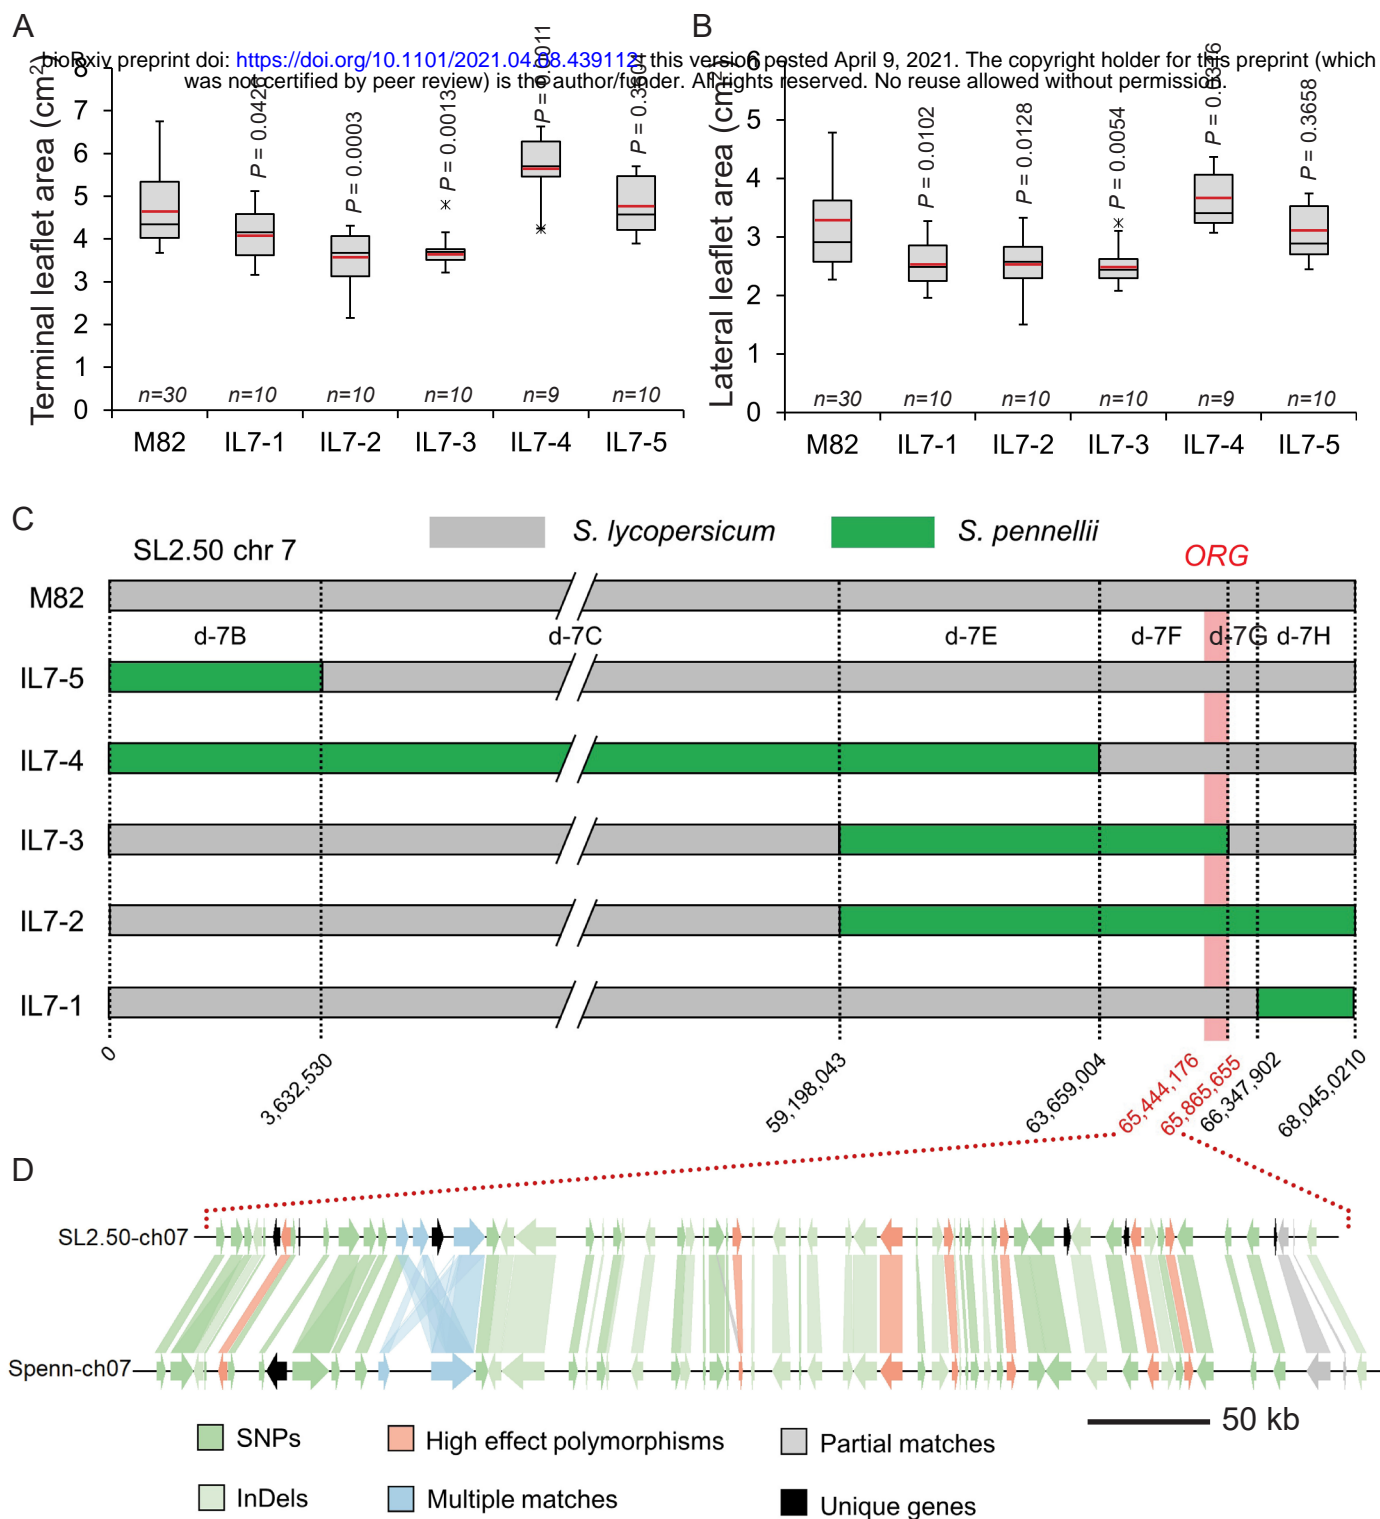 A
B
bioRxiv preprint doi: https://doi.org/10.1101/2021.04.08.439112; this version posted April 9, 2021. The copyright holder for this preprint (which
was not certified by peer review) is the author/funder. All rights reserved. No reuse allowed without permission.
Terminal leaflet area (cm2)
8
7
6
5
4
3
2
1
0
P = 0.0003
P = 0.0013
P = 0.0011
n=30
n=10
n=10
n=10
n=9
n=10
M82
IL7-1
IL7-2
IL7-3
IL7-4
IL7-5
Lateral leaflet area (cm2)
6
5
4
3
2
1
0
P = 0.0102
P = 0.0128
P = 0.0054
P = 0.3658
n=30
n=10
n=10
n=10
n=9
n=10
M82
IL7-1
IL7-2
IL7-3
IL7-4
IL7-5
C
S. lycopersicum
S. pennellii
SL2.50 chr 7
ORG
M82
d-7B
d-7C
d-7E
d-7F
d-7G
d-7H
IL7-5
IL7-4
IL7-3
IL7-2
IL7-1
0
3,632,530
59,198,043
63,659,004
65,444,176
65,865,655
66,347,902
68,045,0210
D
SL2.50-ch07
Spenn-ch07
50 kb
SNPs
High effect polymorphisms
Partial matches
InDels
Multiple matches
Unique genes